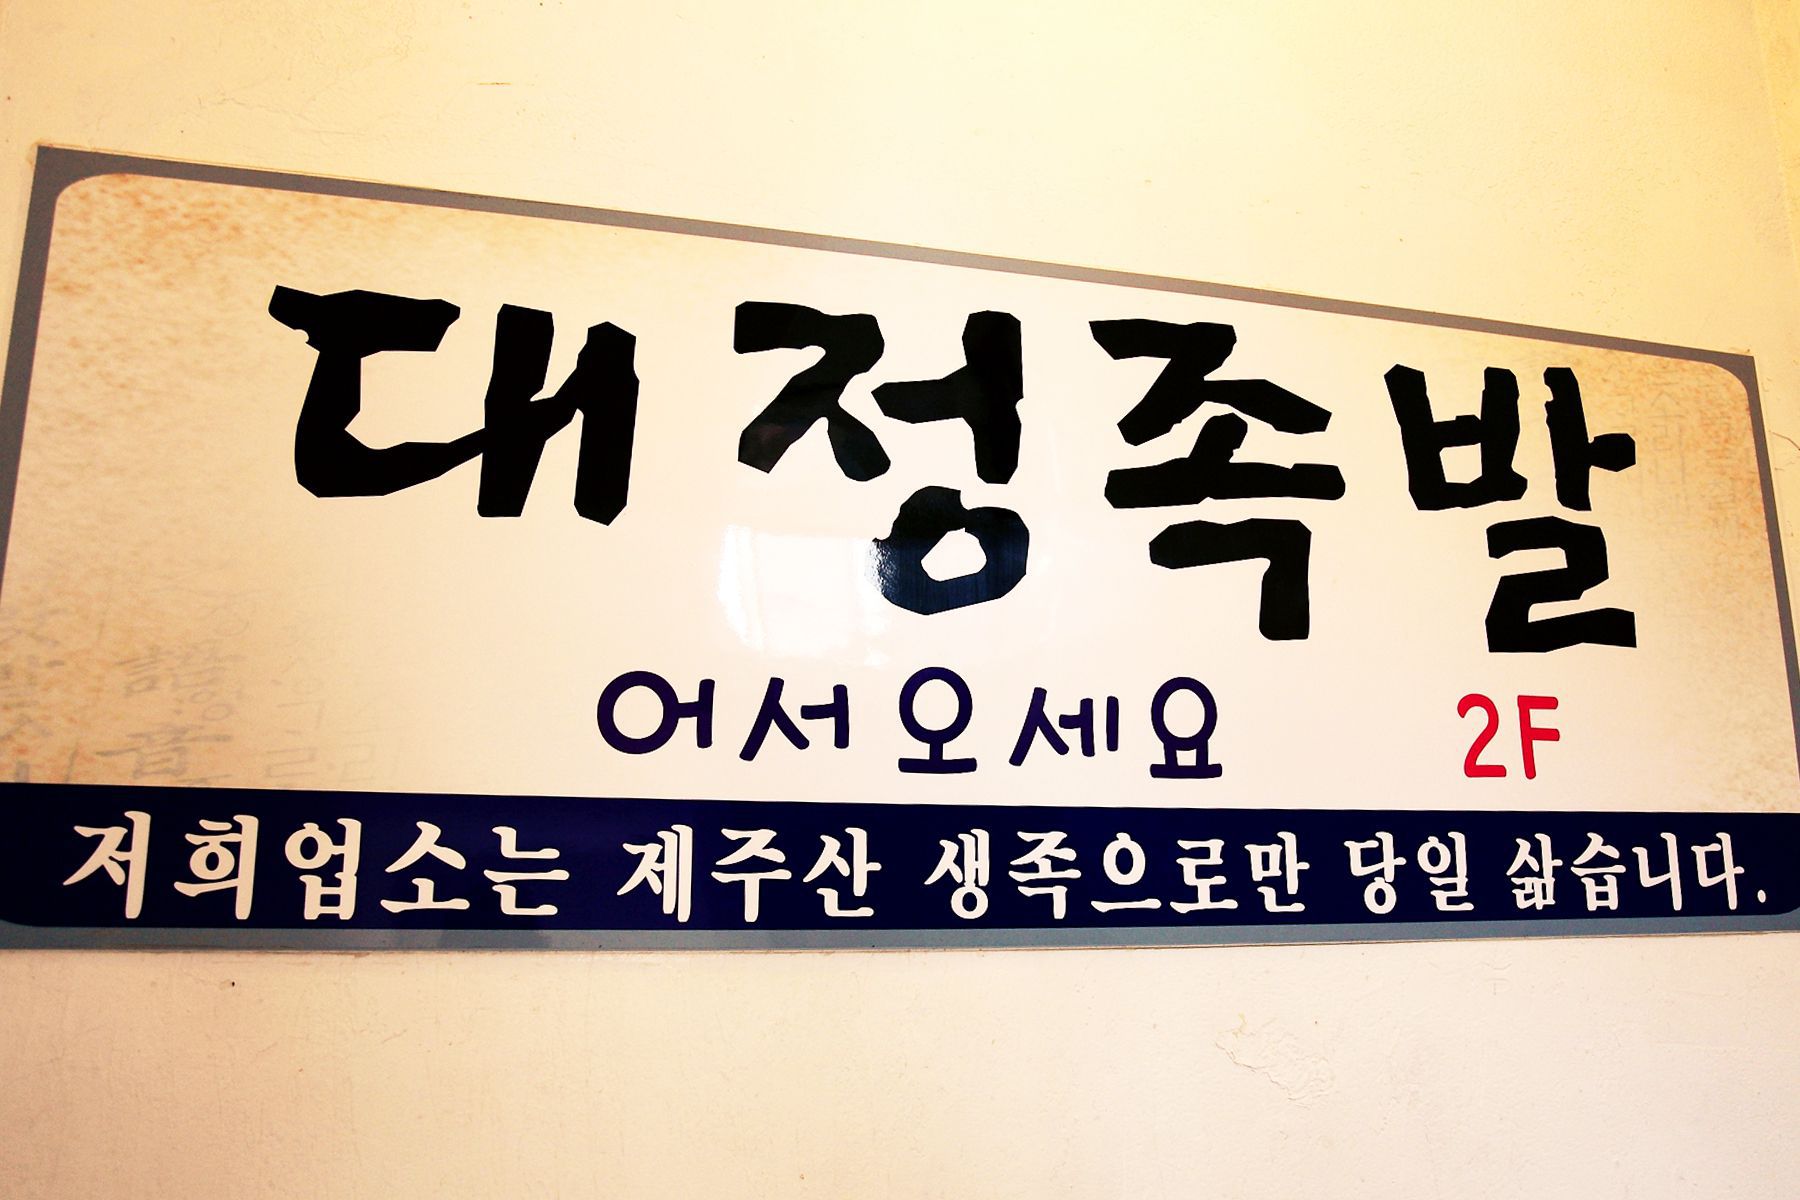 대정족발
어서오세요 2F
저희업소는 제주산 생족으로만 당일 삶습니다.